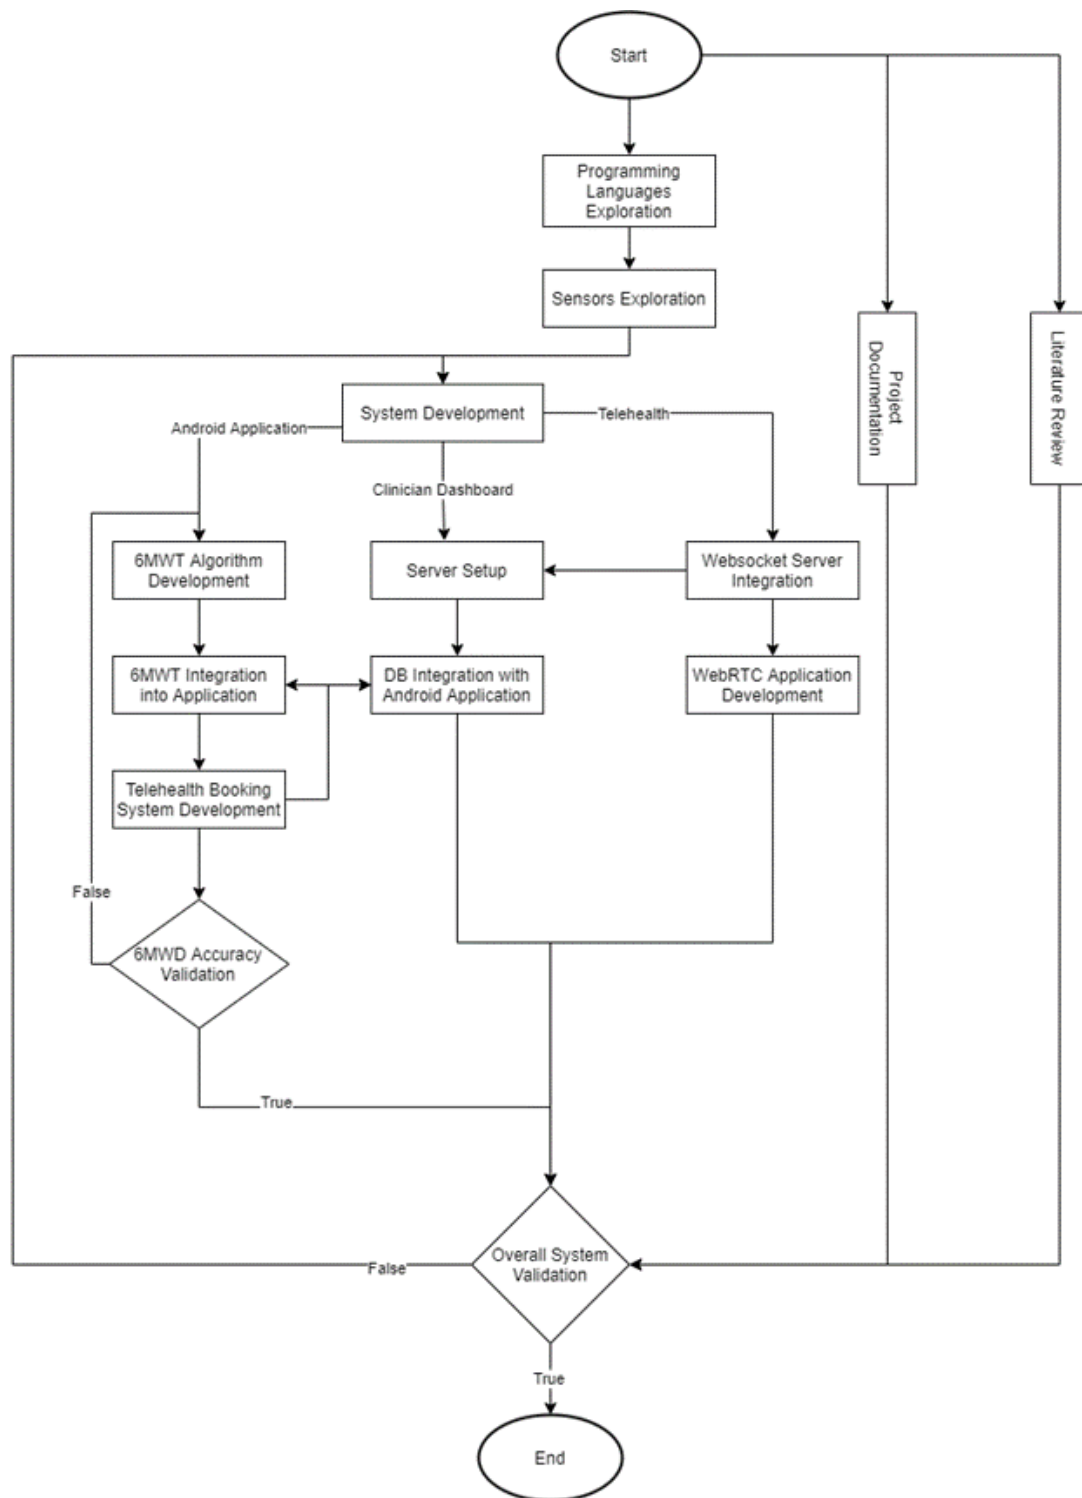 Start
Programming
Languages
Exploration
Sensors Exploration
Project
Documentation
Literature Review
System Development
Android Application
Telehealth
Clinician Dashboard
6MWT Algorithm
Development
Server Setup
Websocket Server
Integration
6MWT Integration
into Application
DB Integration with
Android Application
WebRTC Application
Development
Telehealth Booking
System Development
False
6MWD Accuracy
Validation
True
Overall System
Validation
False
True
End